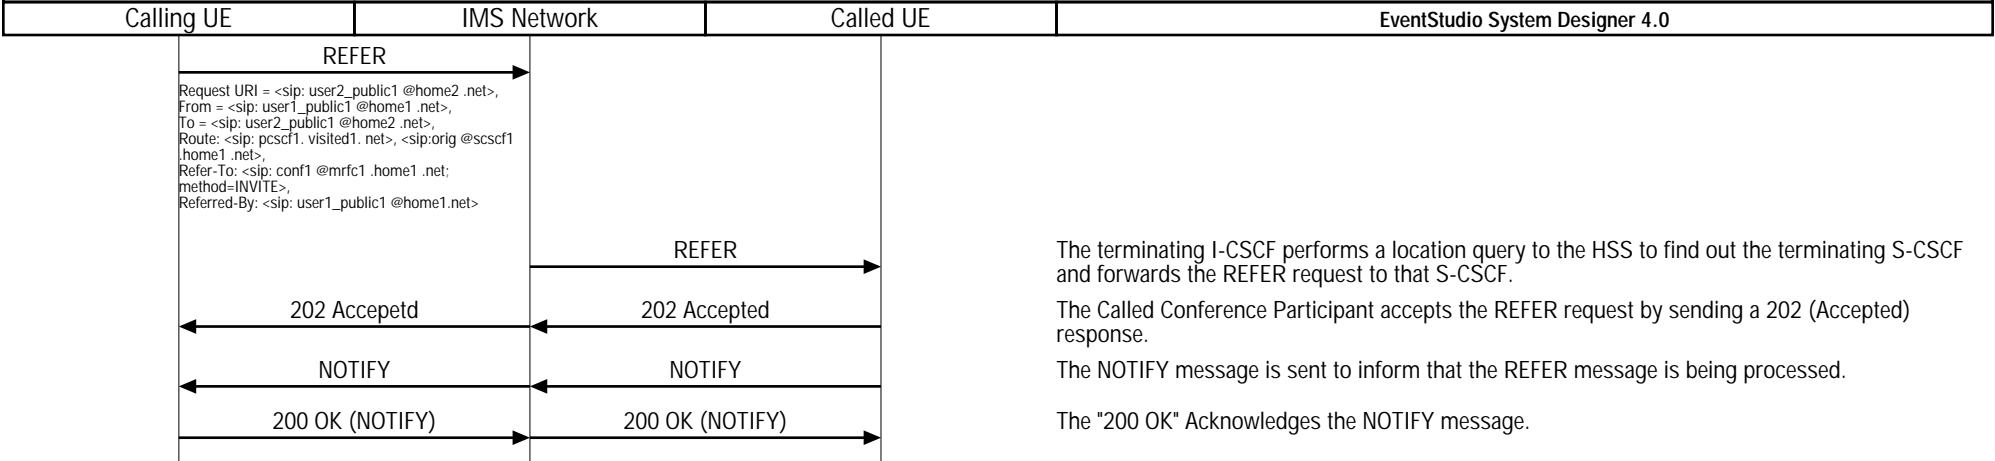 Calling UE
IMS Network
Called UE
EventStudio System Designer 4.0
REFER
Request URI = <sip: user2_public1 @home2 .net>,
From = <sip: user1_public1 @home1 .net>,
To = <sip: user2_public1 @home2 .net>,
Route: <sip: pcscf1. visited1. net>, <sip:orig @scscf1
.home1 .net>,
Refer-To: <sip: conf1 @mrfc1 .home1 .net;
method=INVITE>,
Referred-By: <sip: user1_public1 @home1.net>
REFER
The terminating I-CSCF performs a location query to the HSS to find out the terminating S-CSCF
and forwards the REFER request to that S-CSCF.
202 Accepetd
202 Accepted
The Called Conference Participant accepts the REFER request by sending a 202 (Accepted)
response.
NOTIFY
NOTIFY
The NOTIFY message is sent to inform that the REFER message is being processed.
200 OK (NOTIFY)
200 OK (NOTIFY)
The "200 OK" Acknowledges the NOTIFY message.